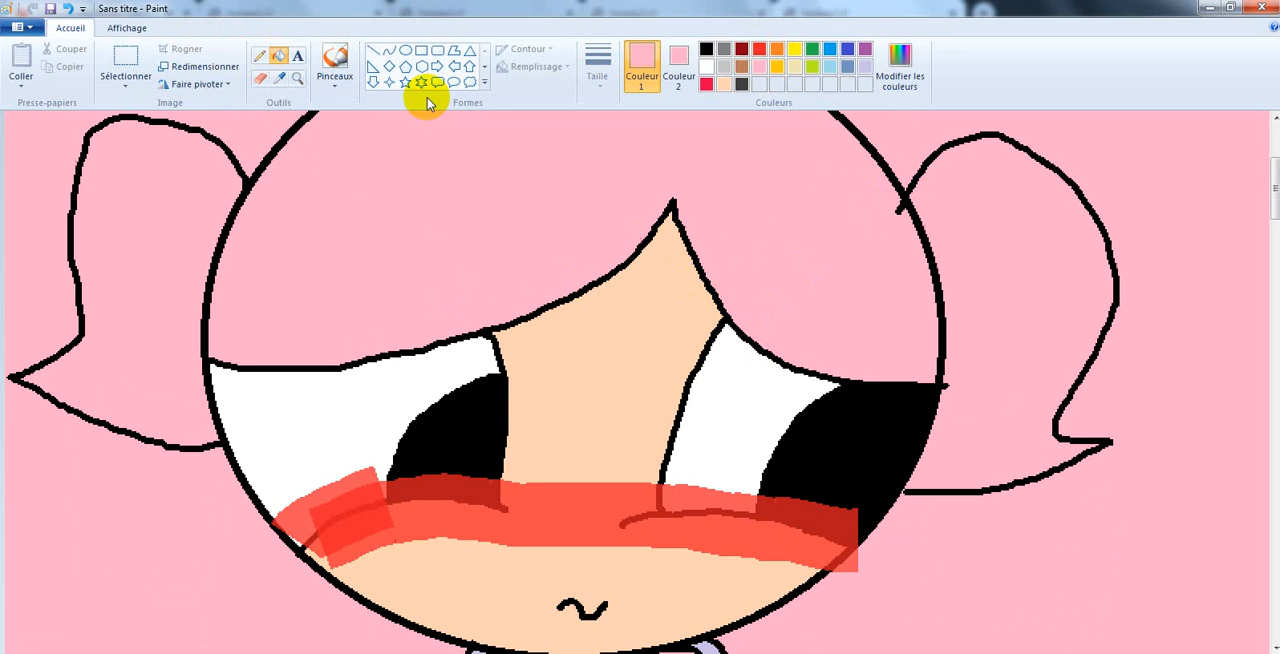 Sans titre - Paint
Accueil
Affichage
Coller
Couper
Copier
Presse-papiers
Sélectionner
Rogner
Redimensionner
Faire pivoter
Image
A
Outils
Pinceaux
Contour
Remplissage
Formes
Taille
Couleur
1
Couleur
2
Modifier les
couleurs
Couleurs